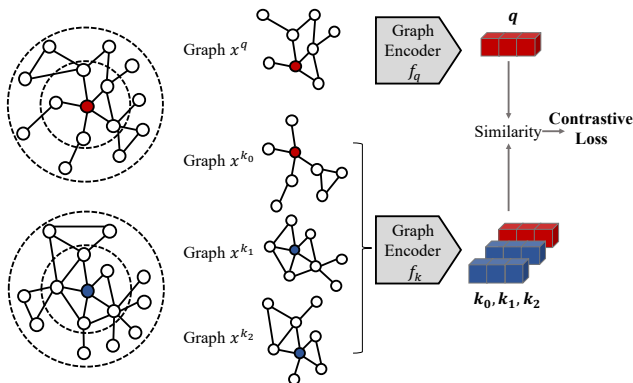 Graph x^q
Graph
Encoder
f_q
q
Similarity
Contrastive
Loss
Graph x^{k_0}
Graph x^{k_1}
Graph
Encoder
f_k
k_0, k_1, k_2
Graph x^{k_2}